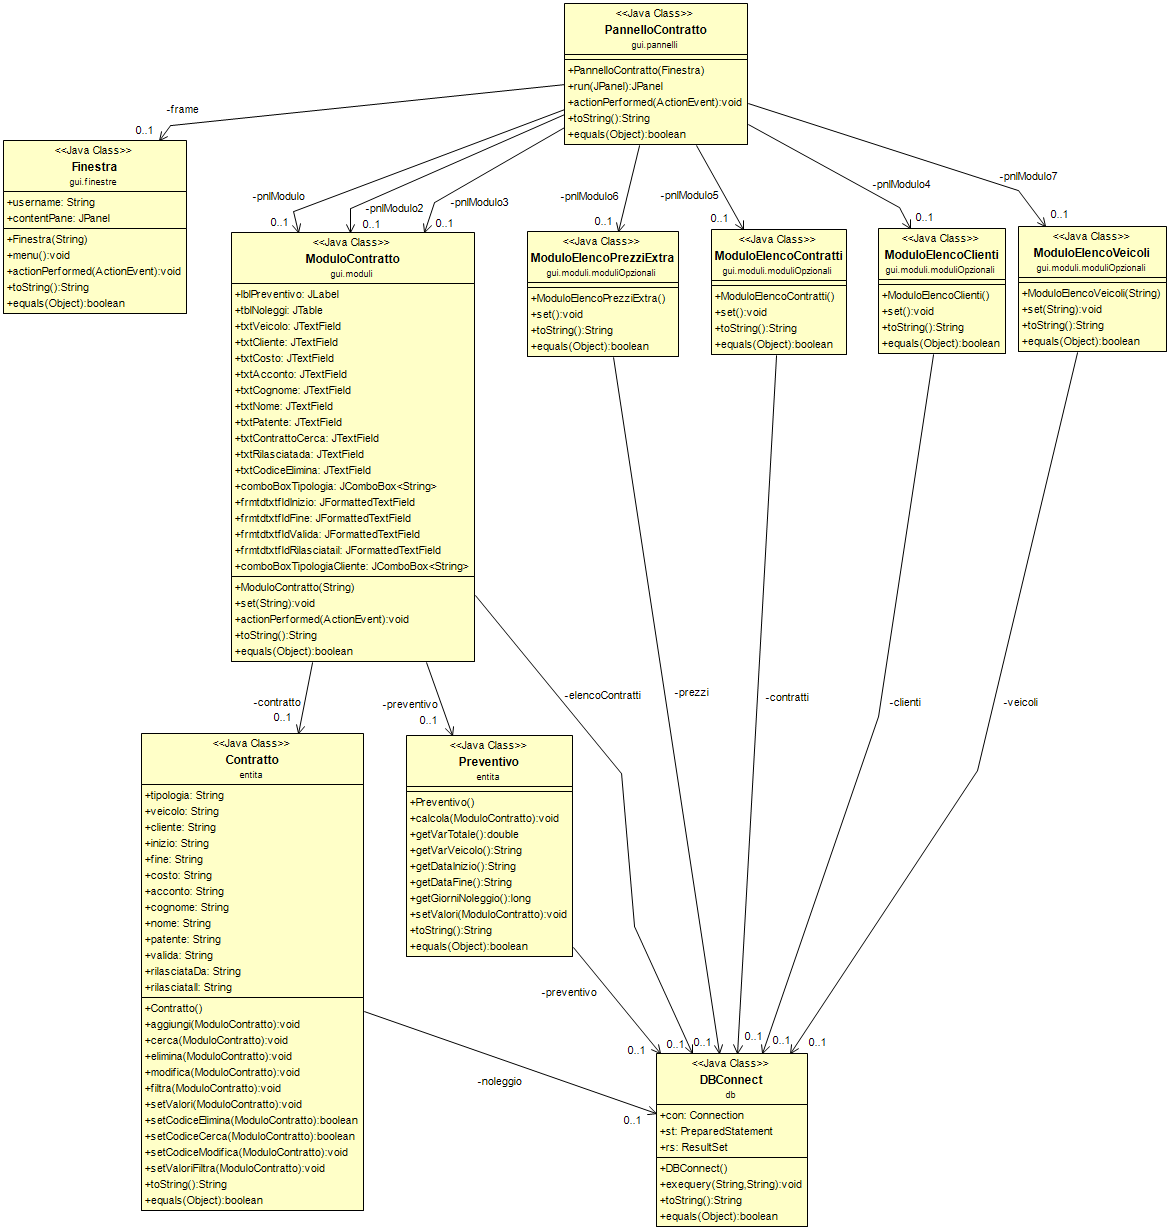 <<Java Class>>
PannelloContratto
gui.pannelli
+PannelloContratto(Finestra)
+run(JPanel):JPanel
+actionPerformed(ActionEvent):void
+toString():String
+equals(Object):boolean
-frame
0..1
-pnlModulo
0..1
-pnlModulo2
0..1
-pnlModulo3
0..1
-pnlModulo6
0..1
-pnlModulo5
0..1
-pnlModulo4
0..1
-pnlModulo7
0..1
<<Java Class>>
Finestra
gui.finestre
+username: String
+contentPane: JPanel
+Finestra(String)
+menu():void
+actionPerformed(ActionEvent):void
+toString():String
+equals(Object):boolean
<<Java Class>>
ModuloContratto
gui.moduli
+lblPreventivo: JLabel
+tblNoleggi: JTable
+txtVeicolo: JTextField
+txtCliente: JTextField
+txtCosto: JTextField
+txtAcconto: JTextField
+txtCognome: JTextField
+txtNome: JTextField
+txtPatente: JTextField
+txtContrattoCerca: JTextField
+txtRilasciatada: JTextField
+txtCodiceElimina: JTextField
+comboBoxTipologia: JComboBox<String>
+frmtdtxtfldInizio: JFormattedTextField
+frmtdtxtfldFine: JFormattedTextField
+frmtdtxtfldValida: JFormattedTextField
+frmtdtxtfldRilasciatail: JFormattedTextField
+comboBoxTipologiaCliente: JComboBox<String>
+ModuloContratto(String)
+set(String):void
+actionPerformed(ActionEvent):void
+toString():String
+equals(Object):boolean
<<Java Class>>
ModuloElencoPrezziExtra
gui.moduli.moduliOpzionali
+ModuloElencoPrezziExtra()
+set():void
+toString():String
+equals(Object):boolean
<<Java Class>>
ModuloElencoContratti
gui.moduli.moduliOpzionali
+ModuloElencoContratti()
+set():void
+toString():String
+equals(Object):boolean
<<Java Class>>
ModuloElencoClienti
gui.moduli.moduliOpzionali
+ModuloElencoClienti()
+set():void
+toString():String
+equals(Object):boolean
<<Java Class>>
ModuloElencoVeicoli
gui.moduli.moduliOpzionali
+ModuloElencoVeicoli(String)
+set(String):void
+toString():String
+equals(Object):boolean
-contratto
0..1
-preventivo
0..1
-elencoContratti
-prezzi
-contratti
-clienti
-veicoli
<<Java Class>>
Contratto
entita
+tipologia: String
+veicolo: String
+cliente: String
+inizio: String
+fine: String
+costo: String
+acconto: String
+cognome: String
+nome: String
+patente: String
+valida: String
+rilasciataDa: String
+rilasciataIl: String
+Contratto()
+aggiungi(ModuloContratto):void
+cerca(ModuloContratto):void
+elimina(ModuloContratto):void
+modifica(ModuloContratto):void
+filtra(ModuloContratto):void
+setValori(ModuloContratto):void
+setCodiceElimina(ModuloContratto):boolean
+setCodiceCerca(ModuloContratto):boolean
+setCodiceModifica(ModuloContratto):void
+setValoriFiltra(ModuloContratto):void
+toString():String
+equals(Object):boolean
<<Java Class>>
Preventivo
entita
+Preventivo()
+calcola(ModuloContratto):void
+getVarTotale():double
+getVarVeicolo():String
+getDataInizio():String
+getDataFine():String
+getGiorniNoleggio():long
+setValori(ModuloContratto):void
+toString():String
+equals(Object):boolean
-preventivo
0..1
0..1
0..1
0..1
0..1
0..1
-noleggio
0..1
<<Java Class>>
DBConnect
db
+con: Connection
+st: PreparedStatement
+rs: ResultSet
+DBConnect()
+exequery(String,String):void
+toString():String
+equals(Object):boolean